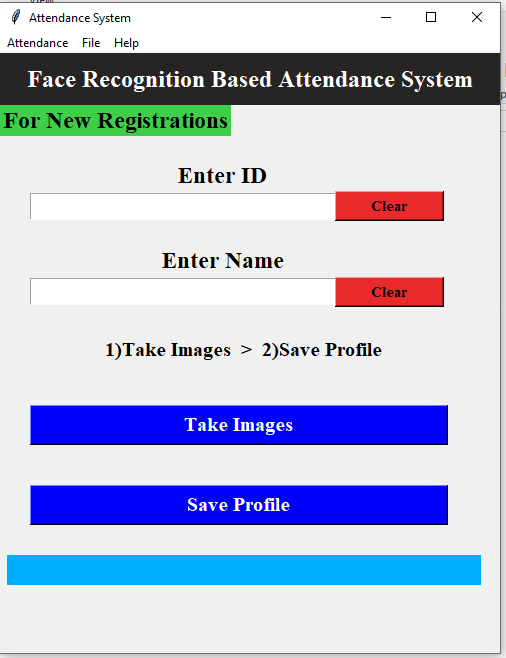 Attendance System
Attendance File Help
Face Recognition Based Attendance System
For New Registrations
Enter ID
Clear
Enter Name
Clear
1)Take Images > 2)Save Profile
Take Images
Save Profile